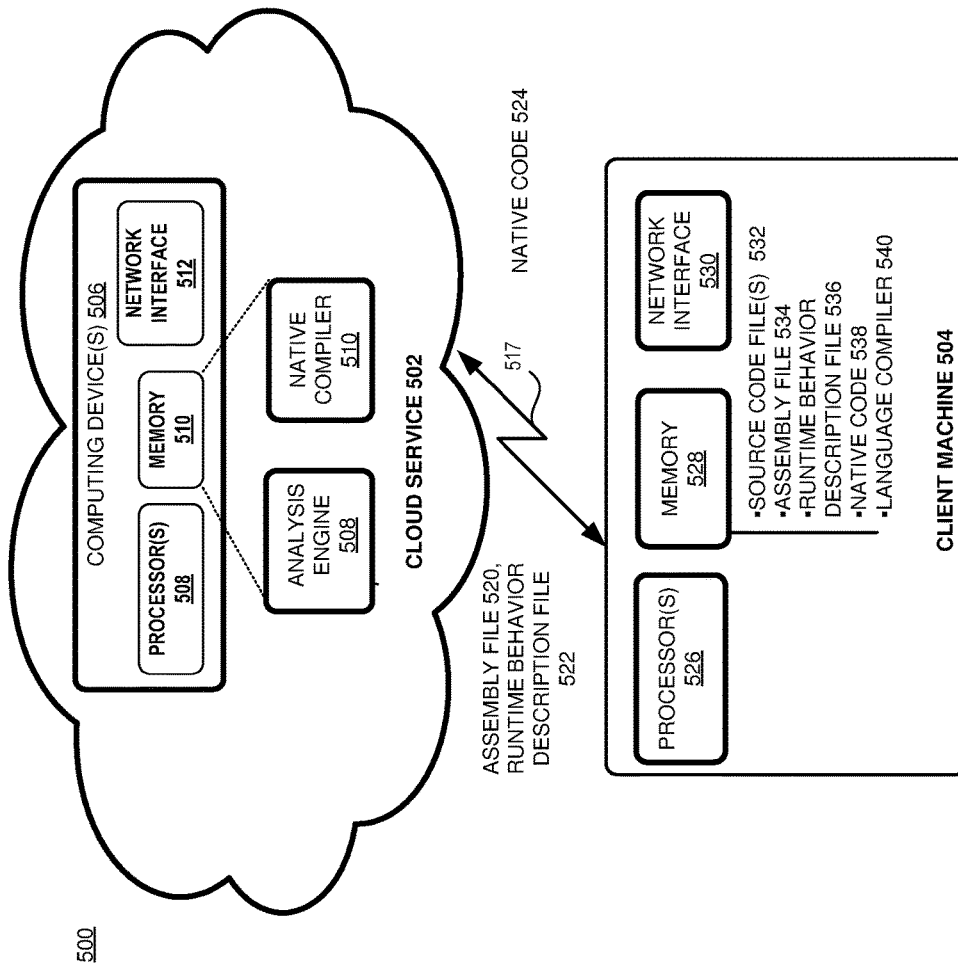 500
COMPUTING DEVICE(S) 506
PROCESSOR(S)
508
MEMORY
510
NETWORK
INTERFACE
512
ANALYSIS
ENGINE
508
NATIVE
COMPILER
510
CLOUD SERVICE 502
ASSEMBLY FILE 520,
RUNTIME BEHAVIOR
DESCRIPTION FILE
522
517
NATIVE CODE 524
PROCESSOR(S)
526
MEMORY
528
NETWORK
INTERFACE
530
▪SOURCE CODE FILE(S) 532
▪ASSEMBLY FILE 534
▪RUNTIME BEHAVIOR
DESCRIPTION FILE 536
▪NATIVE CODE 538
▪LANGUAGE COMPILER 540
CLIENT MACHINE 504